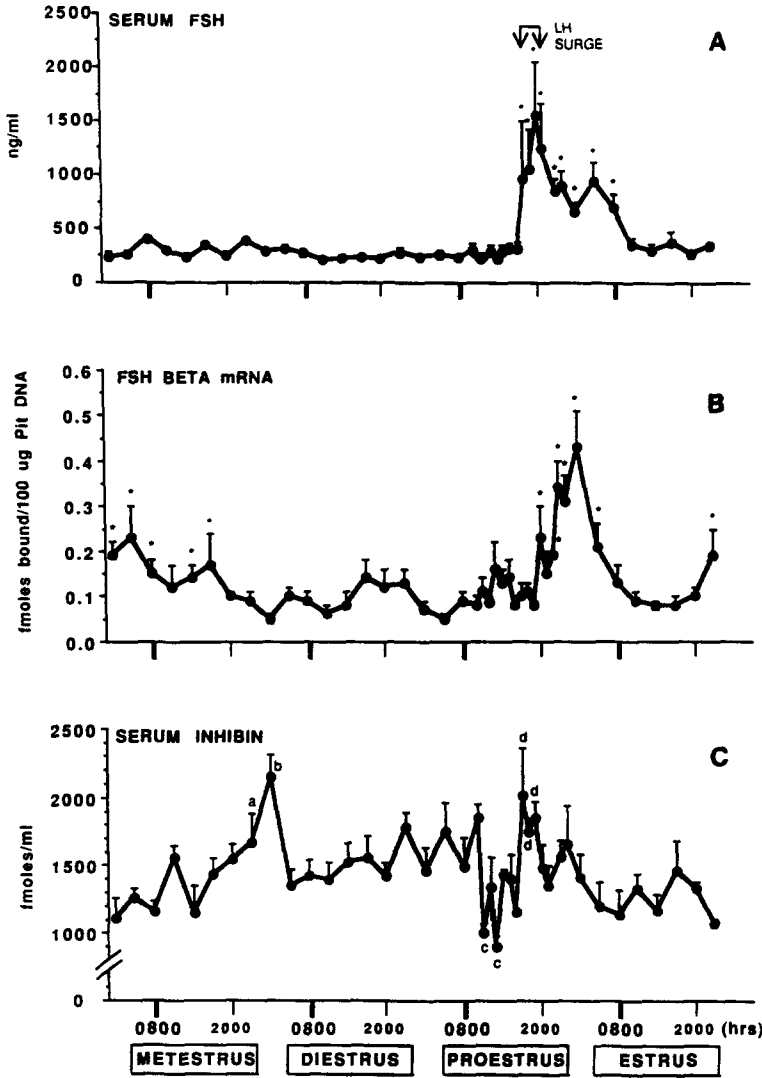 SERUM FSH
LH
SURGE
A
2500
2000
1500
1000
500
0
ng/ml
FSH BETA mRNA
B
0.6
0.5
0.4
0.3
0.2
0.1
0.0
fmoles bound/100 ug Pit DNA
* * * * * * * * * * * *
SERUM INHIBIN
C
2500
2000
1500
1000
0
fmoles/ml
a
b
c
c
d
d
d
0800 2000 0800 2000 0800 2000 0800 2000 (hrs)
METESTRUS DIESTRUS PROESTRUS ESTRUS